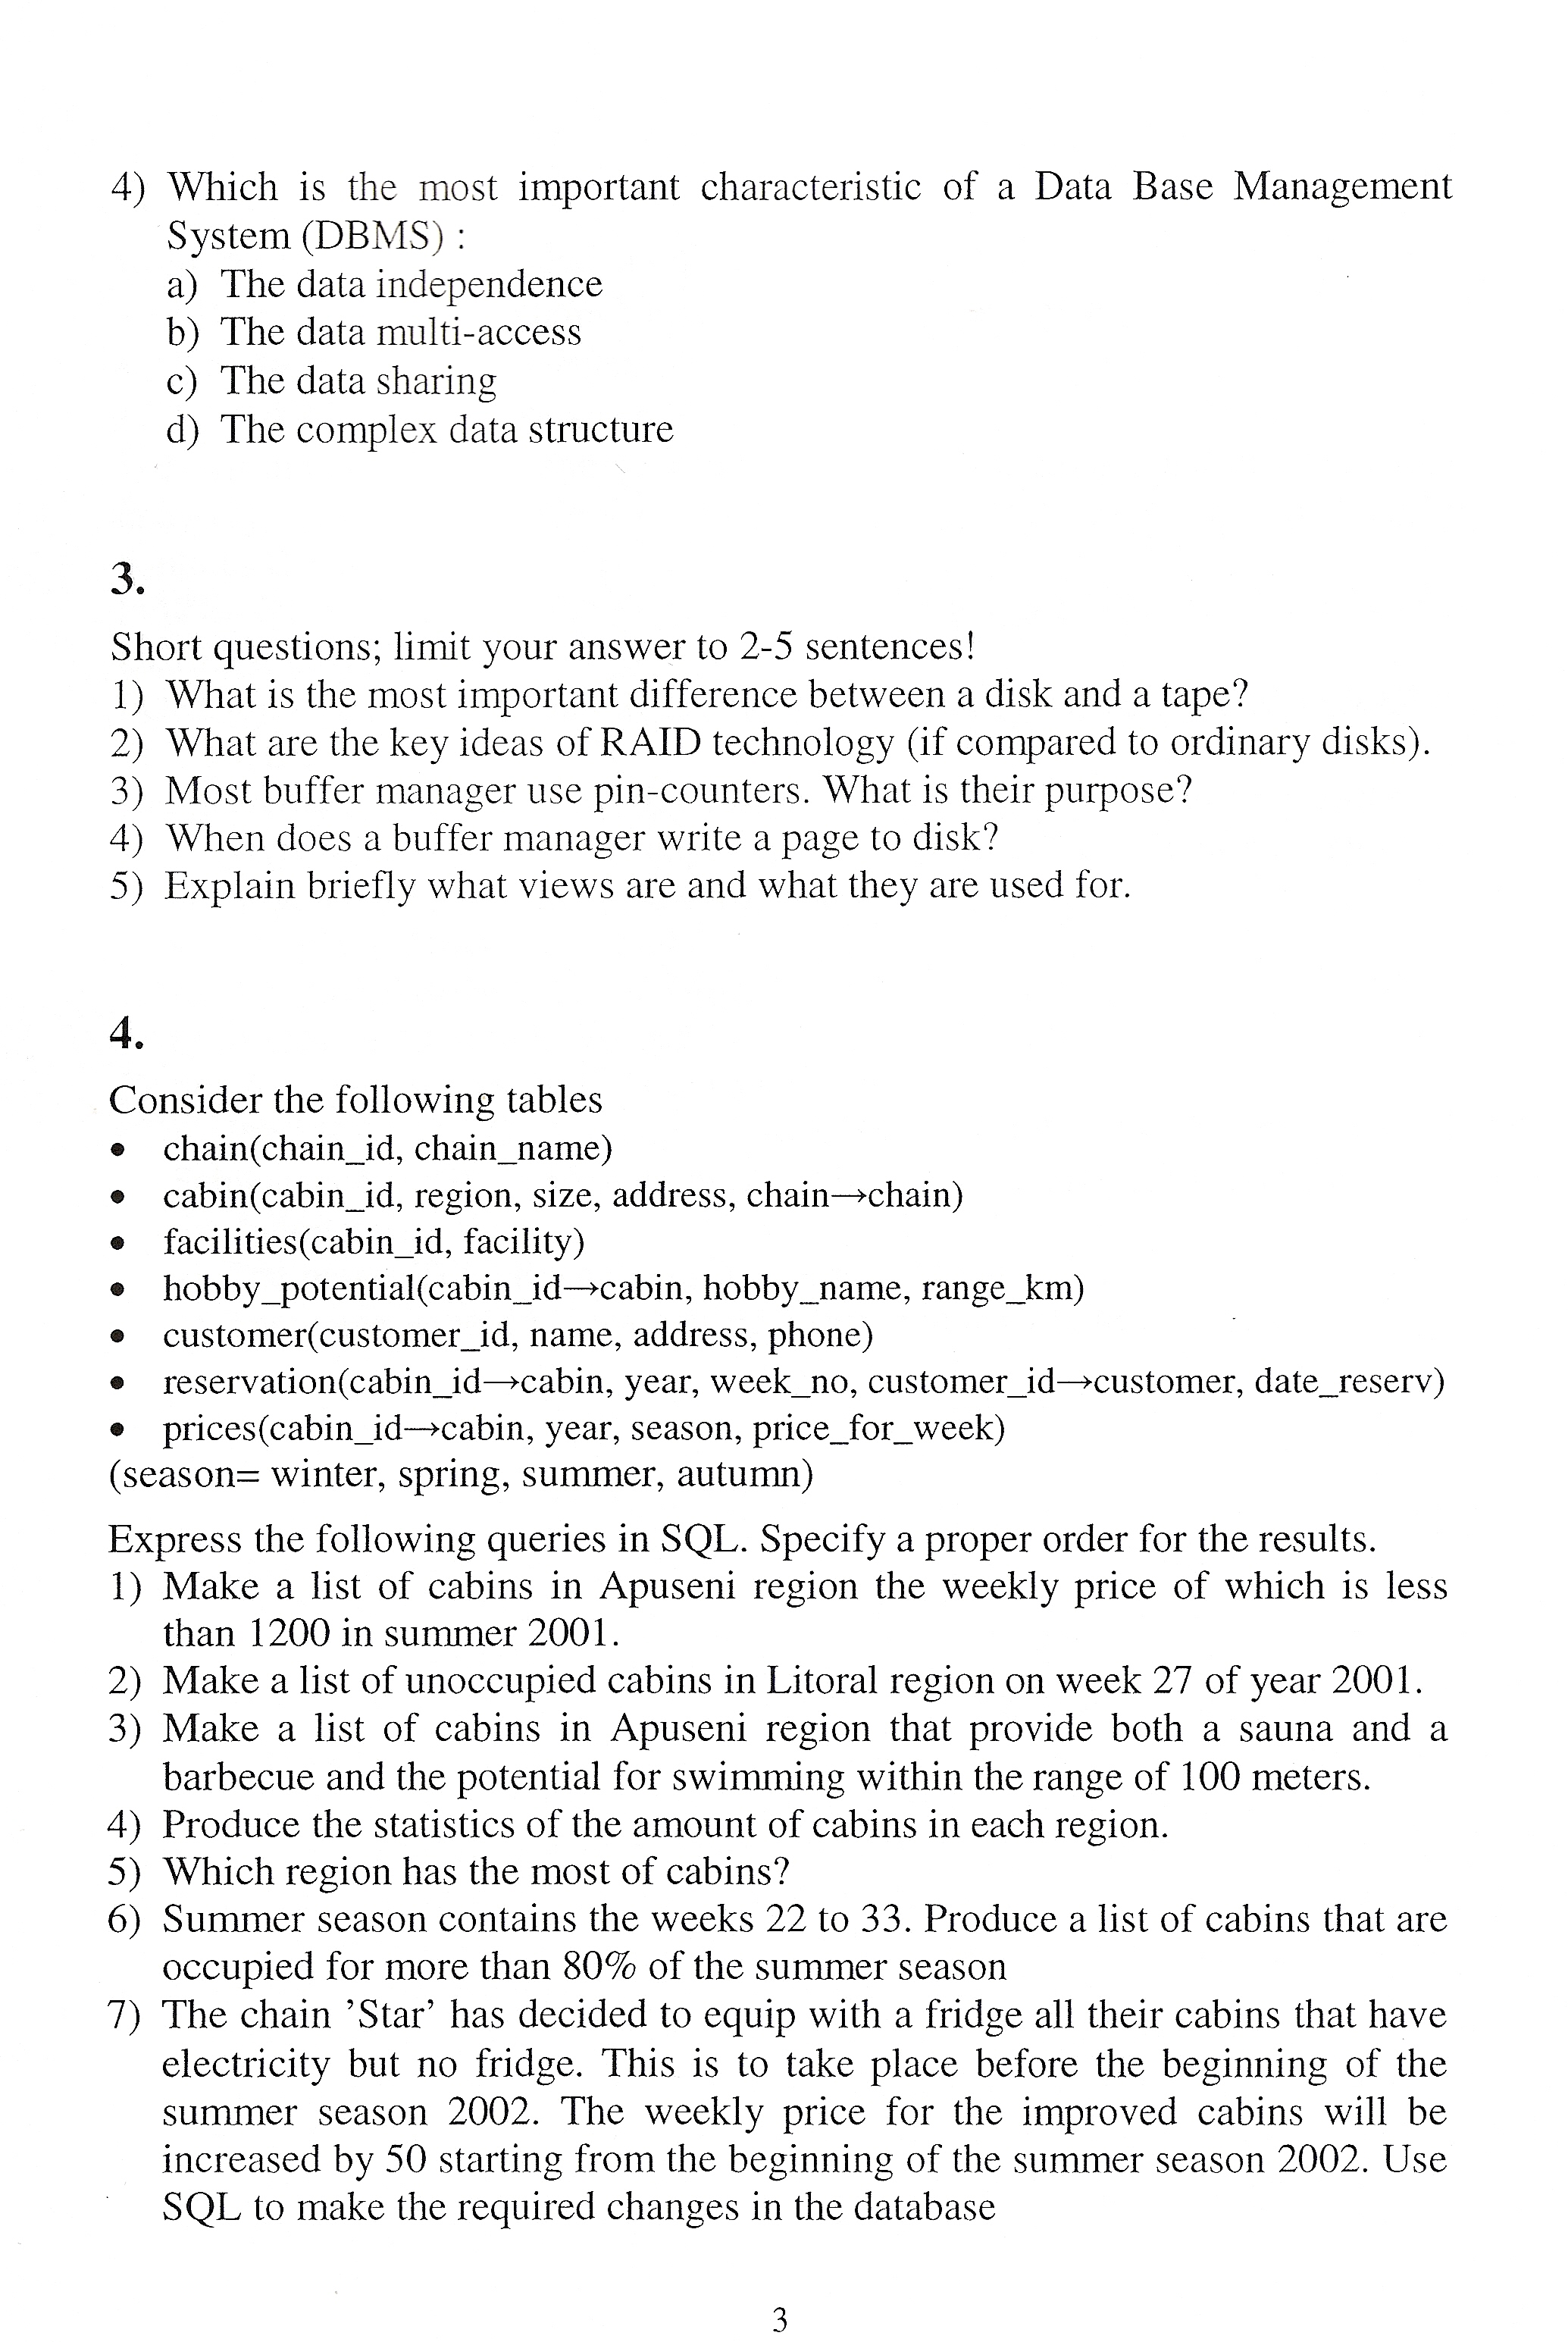 4) Which is the most important characteristic of a Data Base Management
System (DBMS) :
a) The data independence
b) The data multi-access
c) The data sharing
d) The complex data structure
3.
Short questions; limit your answer to 2-5 sentences!
1) What is the most important difference between a disk and a tape?
2) What are the key ideas of RAID technology (if compared to ordinary disks).
3) Most buffer manager use pin-counters. What is their purpose?
4) When does a buffer manager write a page to disk?
5) Explain briefly what views are and what they are used for.
4.
Consider the following tables
• chain(chain_id, chain_name)
• cabin(cabin_id, region, size, address, chain→chain)
• facilities(cabin_id, facility)
• hobby_potential(cabin_id→cabin, hobby_name, range_km)
• customer(customer_id, name, address, phone)
• reservation(cabin_id→cabin, year, week_no, customer_id→customer, date_reserv)
• prices(cabin_id→cabin, year, season, price_for_week)
(season= winter, spring, summer, autumn)
Express the following queries in SQL. Specify a proper order for the results.
1) Make a list of cabins in Apuseni region the weekly price of which is less
than 1200 in summer 2001.
2) Make a list of unoccupied cabins in Litoral region on week 27 of year 2001.
3) Make a list of cabins in Apuseni region that provide both a sauna and a
barbecue and the potential for swimming within the range of 100 meters.
4) Produce the statistics of the amount of cabins in each region.
5) Which region has the most of cabins?
6) Summer season contains the weeks 22 to 33. Produce a list of cabins that are
occupied for more than 80% of the summer season
7) The chain ’Star’ has decided to equip with a fridge all their cabins that have
electricity but no fridge. This is to take place before the beginning of the
summer season 2002. The weekly price for the improved cabins will be
increased by 50 starting from the beginning of the summer season 2002. Use
SQL to make the required changes in the database
3